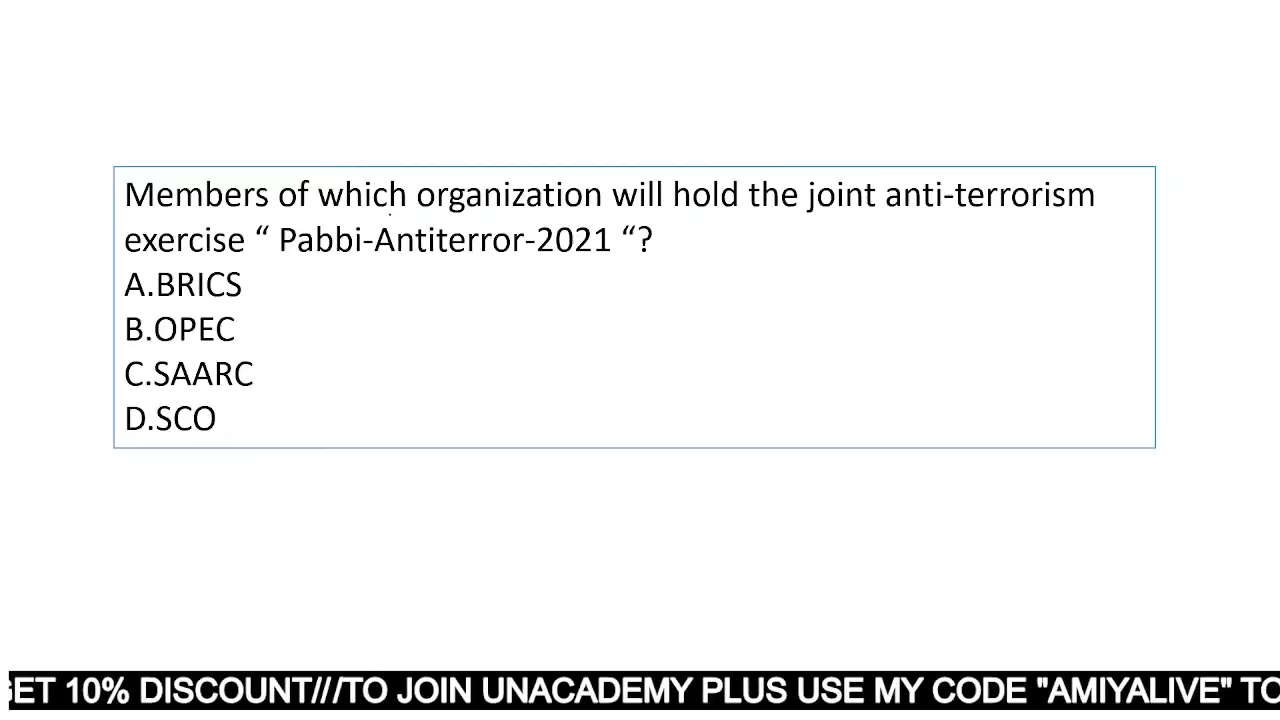 Members of which organization will hold the joint anti-terrorism
exercise “ Pabbi-Antiterror-2021 “?
A.BRICS
B.OPEC
C.SAARC
D.SCO
GET 10% DISCOUNT///TO JOIN UNACADEMY PLUS USE MY CODE "AMIYALIVE" TO